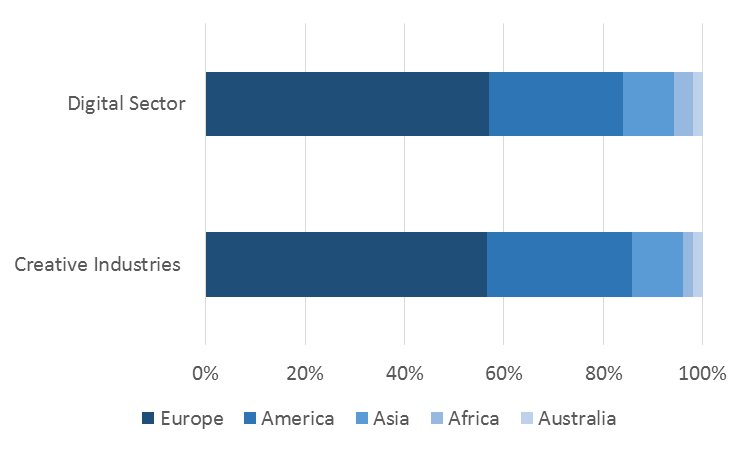 Digital Sector
Creative Industries
0% 20% 40% 60% 80% 100%
Europe America Asia Africa Australia